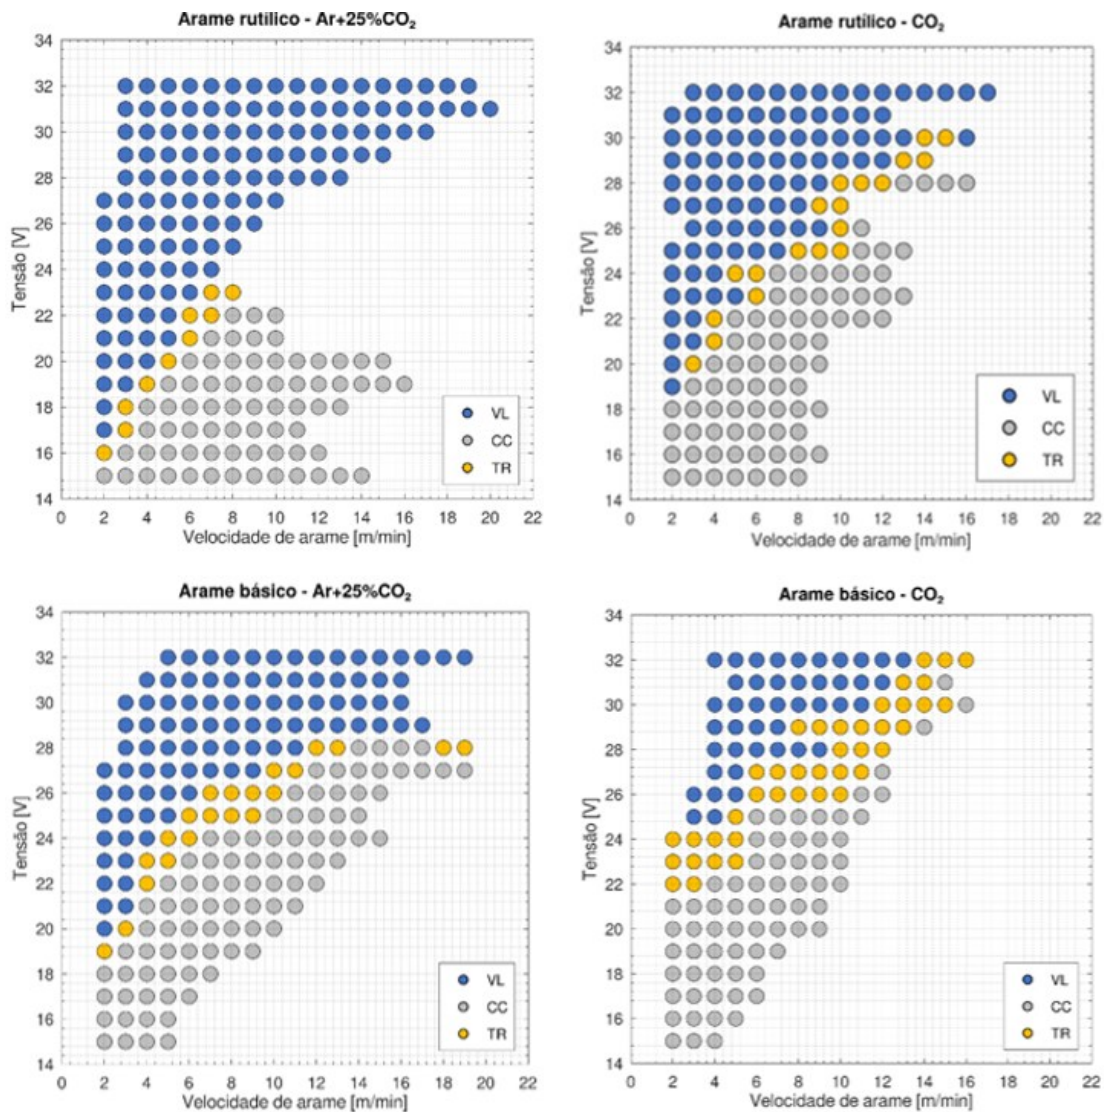 Arame rutílico - Ar+25%CO₂
34
32
30
28
26
24
22
20
18
16
14
Tensão [V]
0 2 4 6 8 10 12 14 16 18 20 22
Velocidade de arame [m/min]
VL
CC
TR
Arame rutílico - CO₂
34
32
30
28
26
24
22
20
18
16
14
Tensão [V]
0 2 4 6 8 10 12 14 16 18 20 22
Velocidade de arame [m/min]
VL
CC
TR
Arame básico - Ar+25%CO₂
34
32
30
28
26
24
22
20
18
16
14
Tensão [V]
0 2 4 6 8 10 12 14 16 18 20 22
Velocidade de arame [m/min]
VL
CC
TR
Arame básico - CO₂
34
32
30
28
26
24
22
20
18
16
14
Tensão [V]
0 2 4 6 8 10 12 14 16 18 20 22
Velocidade de arame [m/min]
VL
CC
TR